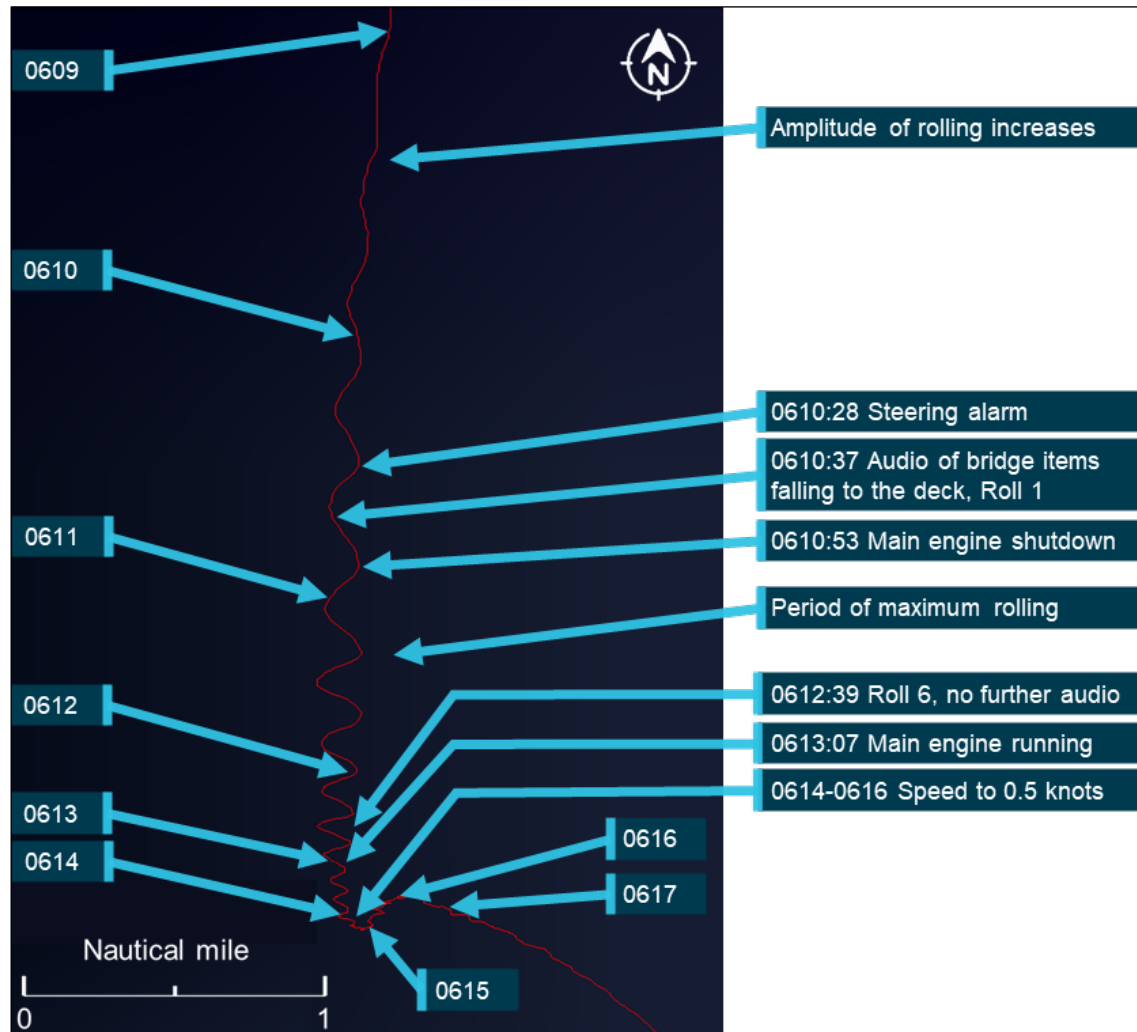 0609
N
Amplitude of rolling increases
0610
0610:28 Steering alarm
0610:37 Audio of bridge items
falling to the deck, Roll 1
0611
0610:53 Main engine shutdown
Period of maximum rolling
0612
0612:39 Roll 6, no further audio
0613:07 Main engine running
0614-0616 Speed to 0.5 knots
0613
0614
0616
0617
Nautical mile
0615
0 1